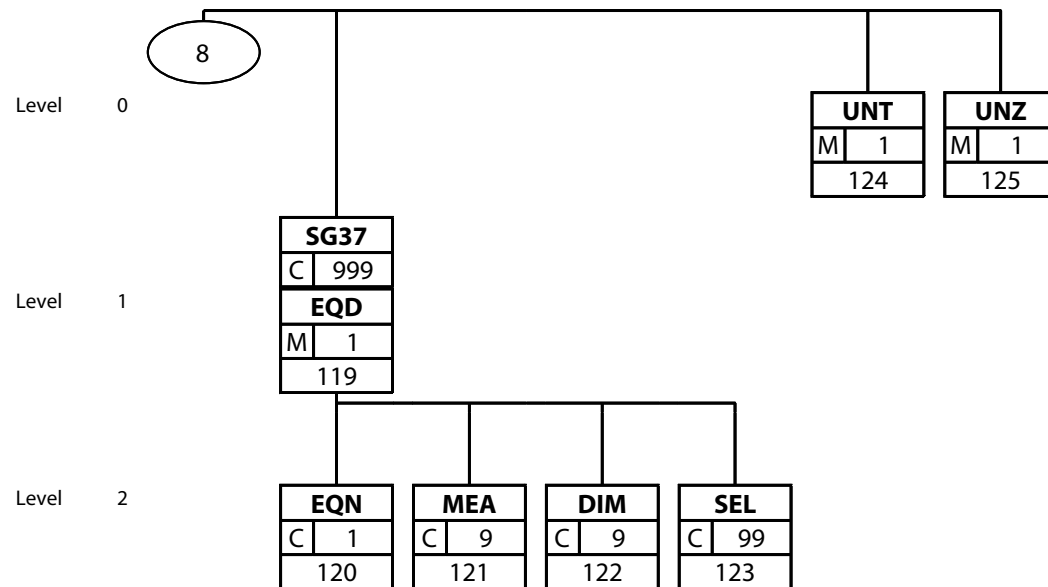 8
Level 0
UNT UNZ
M 1 M 1
124 125
SG37
C 999
Level 1
EQD
M 1
119
Level 2
EQN MEA DIM SEL
C 1 C 9 C 9 C 99
120 121 122 123